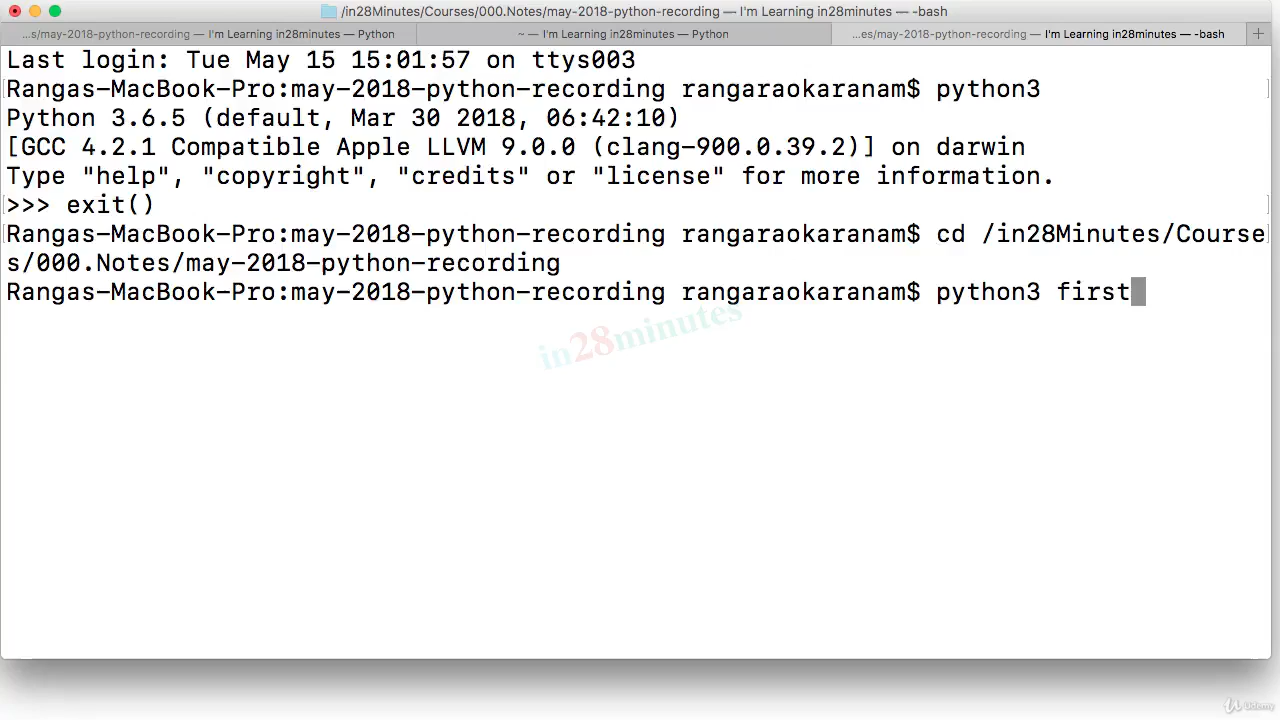 /in28Minutes/Courses/000.Notes/may-2018-python-recording — I'm Learning in28minutes — -bash
...s/may-2018-python-recording — I'm Learning in28minutes — Python
~ — I'm Learning in28minutes — Python
...es/may-2018-python-recording — I'm Learning in28minutes — -bash
Last login: Tue May 15 15:01:57 on ttys003
Rangas-MacBook-Pro:may-2018-python-recording rangaraokaranam$ python3
Python 3.6.5 (default, Mar 30 2018, 06:42:10)
[GCC 4.2.1 Compatible Apple LLVM 9.0.0 (clang-900.0.39.2)] on darwin
Type "help", "copyright", "credits" or "license" for more information.
>>> exit()
Rangas-MacBook-Pro:may-2018-python-recording rangaraokaranam$ cd /in28Minutes/Course
s/000.Notes/may-2018-python-recording
Rangas-MacBook-Pro:may-2018-python-recording rangaraokaranam$ python3 first
in28minutes
Udemy